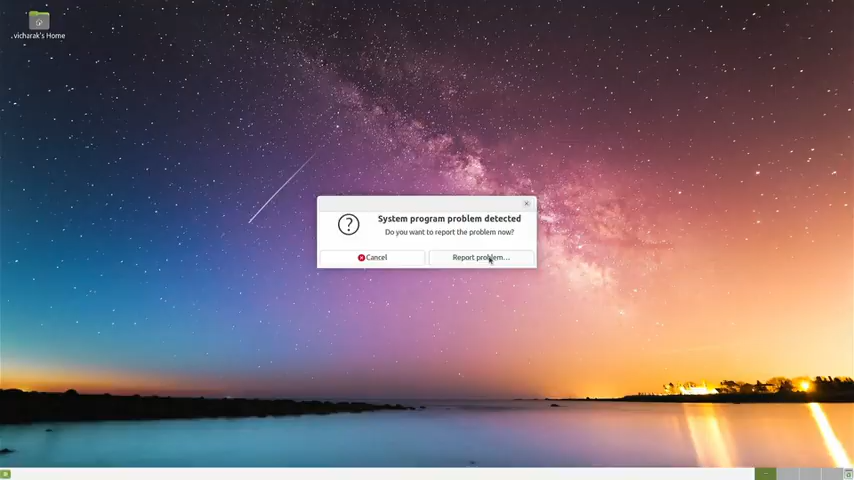 vicharak's Home
System program problem detected
Do you want to report the problem now?
Cancel
Report problem...